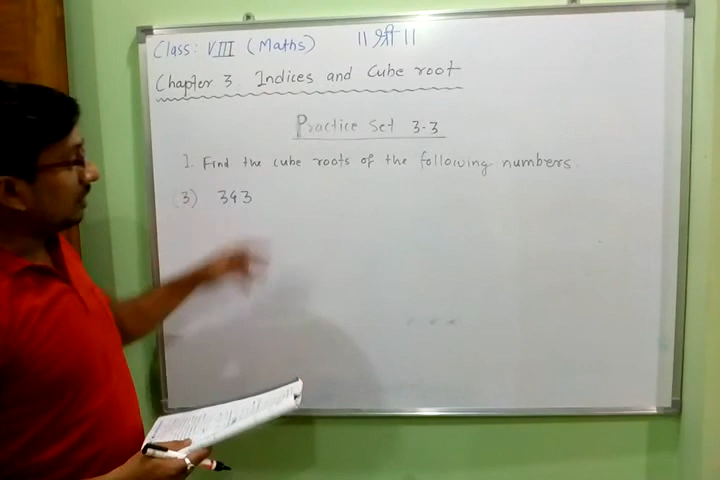 Class: VIII (Maths) ॥ श्री ॥
Chapter 3. Indices and Cube root
Practice Set 3.3
I. Find the cube roots of the following numbers
(3) 343